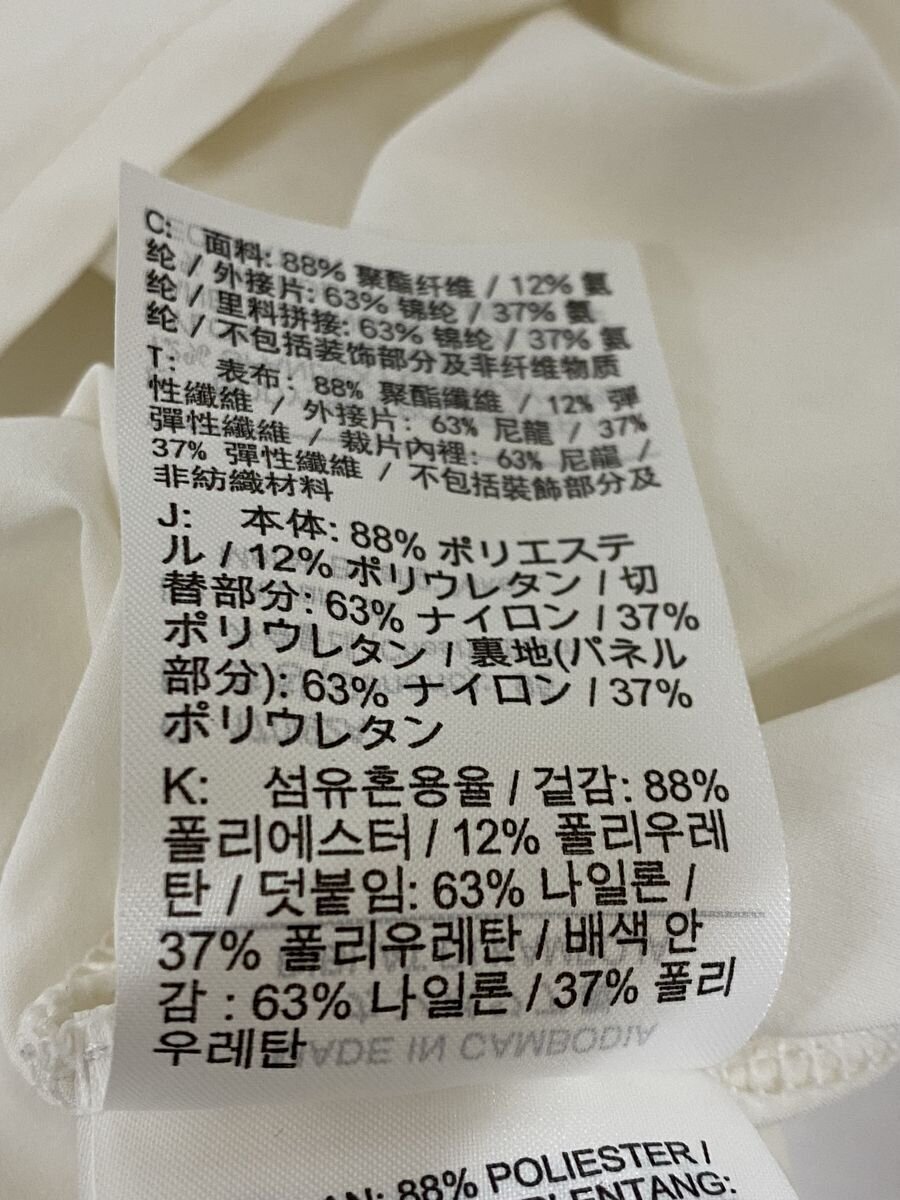 C: 面料: 88% 聚酯纤维 / 12% 氨
纶 / 外接片: 63% 锦纶 / 37% 氨
纶 / 里料拼接: 63% 锦纶 / 37% 氨
纶 / 不包括装饰部分及非纤维物质
T: 表布: 88% 聚酯纖維 / 12% 彈
性纖維 / 外接片: 63% 尼龍 / 37%
彈性纖維 / 裁片內裡: 63% 尼龍 /
37% 彈性纖維 / 不包括裝飾部分及
非紡織材料
J: 本体: 88% ポリエステ
ル / 12% ポリウレタン / 切
替部分: 63% ナイロン / 37%
ポリウレタン / 裏地(パネル
部分): 63% ナイロン / 37%
ポリウレタン
K: 섬유혼용율 / 겉감: 88%
폴리에스터 / 12% 폴리우레
탄 / 덧붙임: 63% 나일론 /
37% 폴리우레탄 / 배색 안
감 : 63% 나일론 / 37% 폴리
우레탄
MADE IN CAMBODIA
88% POLIESTER /